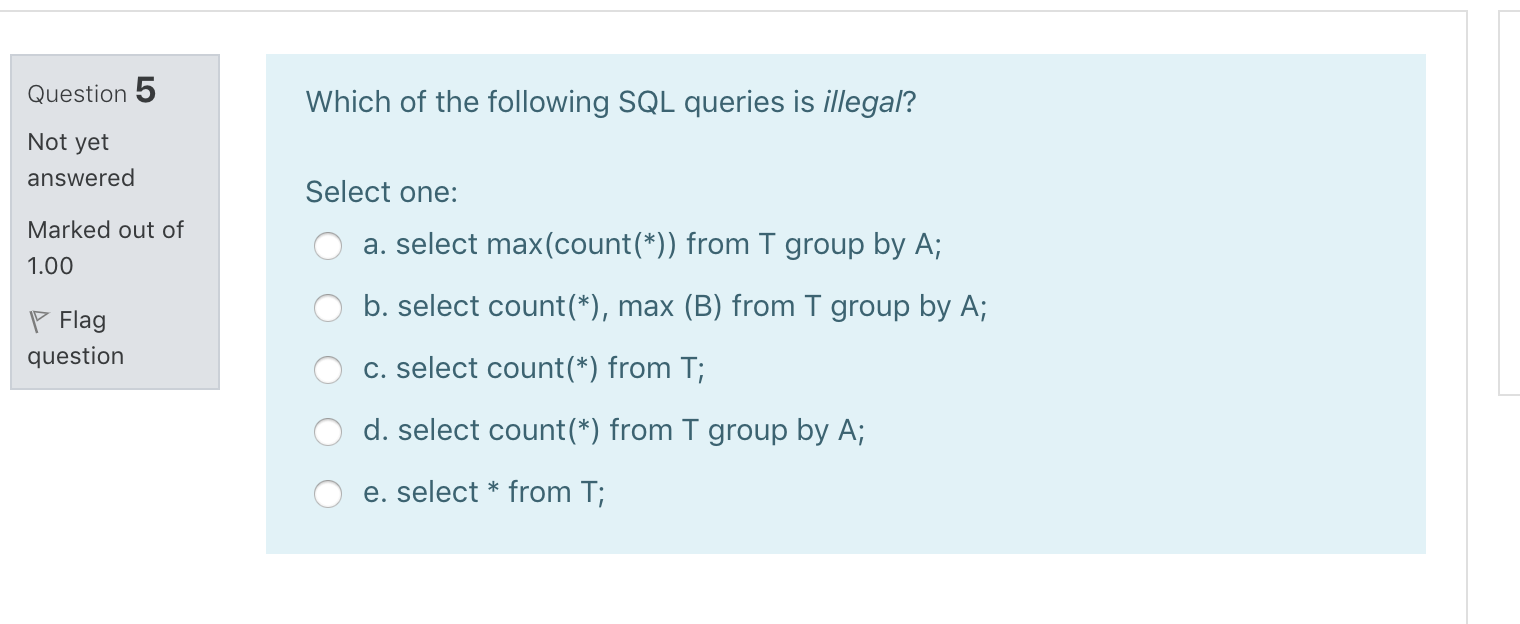 Question 5
Not yet
answered
Marked out of
1.00
Flag
question
Which of the following SQL queries is illegal?
Select one:
a. select max(count(*)) from T group by A;
b. select count(*), max (B) from T group by A;
c. select count(*) from T;
d. select count(*) from T group by A;
e. select * from T;